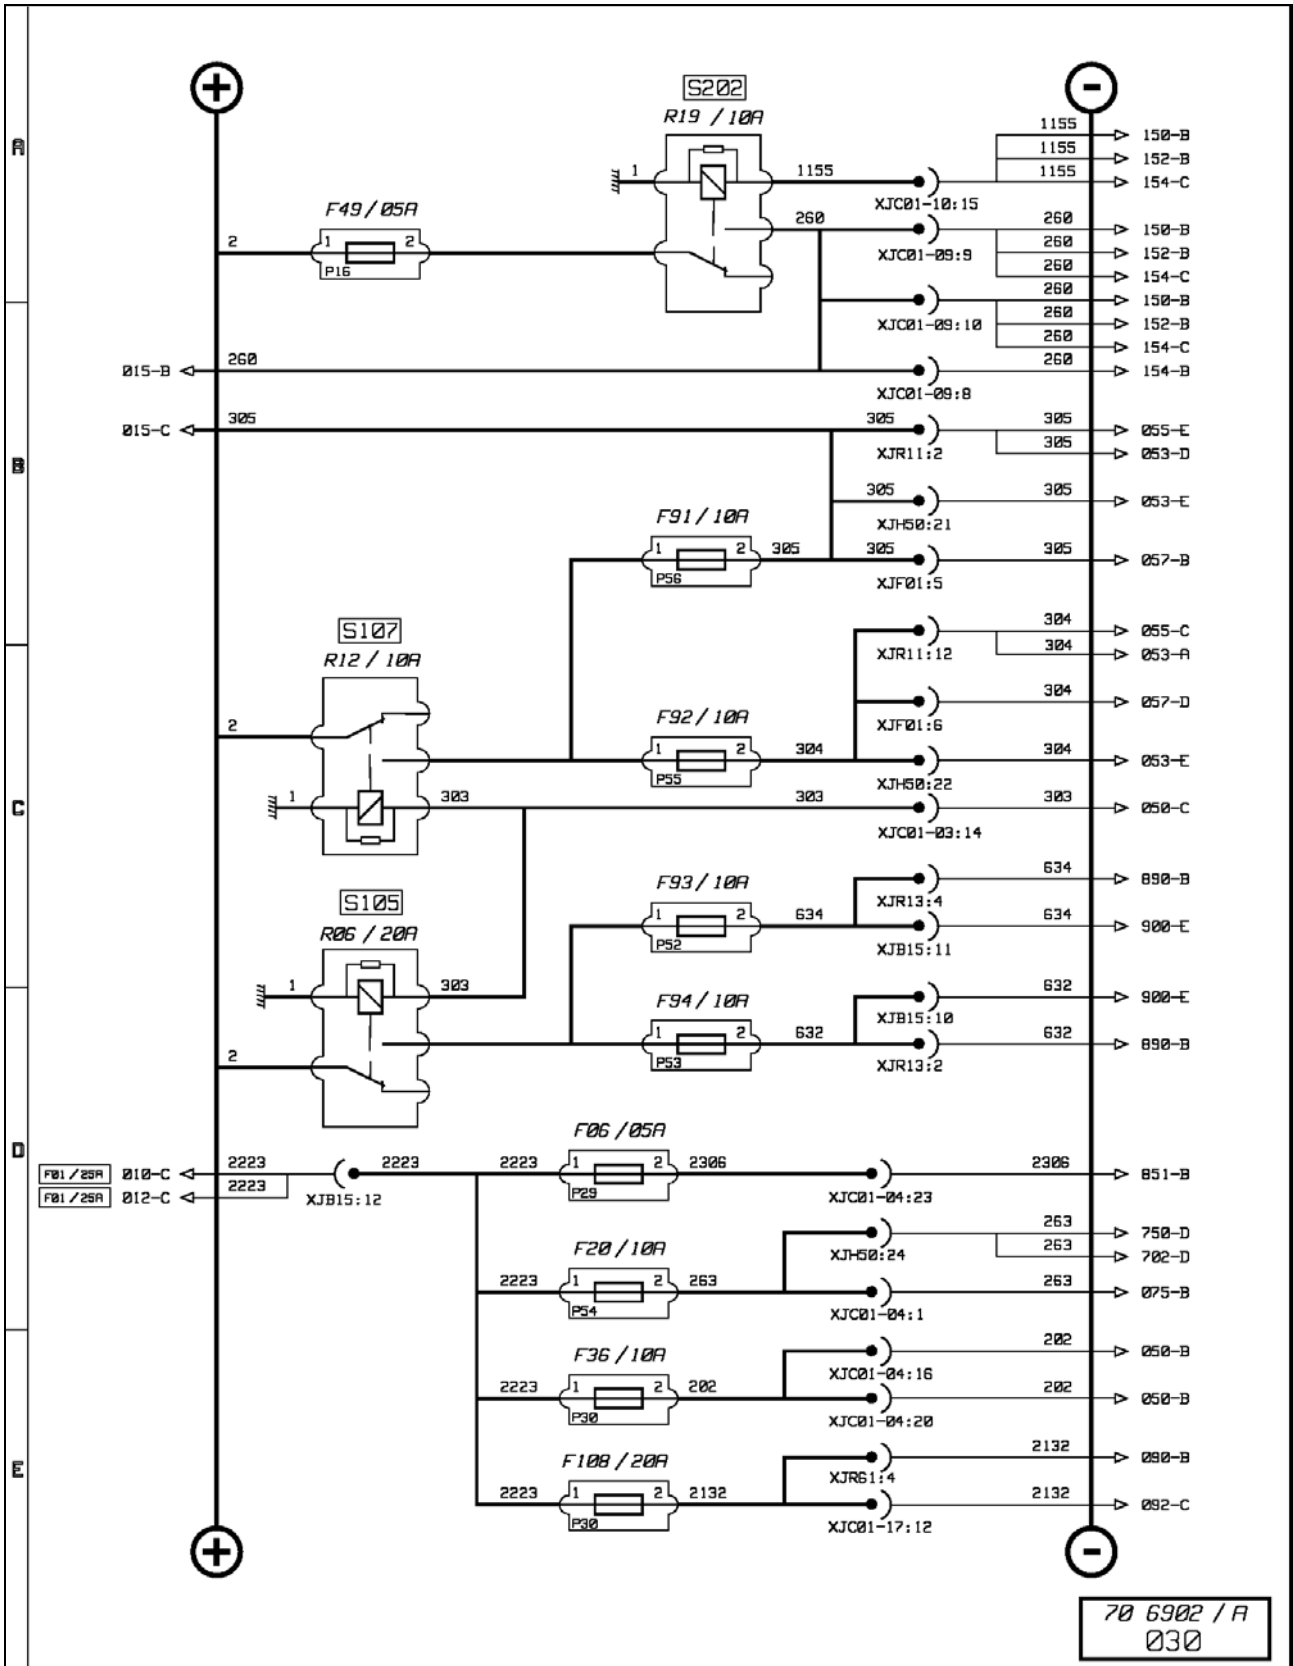 +
-
S202
R19 / 10A
A
1155
150-B
1155
152-B
1 1155 1155
154-C
XJC01-10:15
F49 / 05A
260 260
150-B
2 1 2
260
152-B
XJC01-09:9
P16
260
154-C
260
150-B
XJC01-09:10
260
152-B
260
154-C
015-B 260 260 154-B
XJC01-09:8
015-C 305 305 305 055-E
XJR11:2
305
053-D
B
305 305 053-E
XJH50:21
F91 / 10A
1 2 305 305 305 057-B
P56
XJF01:5
S107
R12 / 10A
304
055-C
XJR11:12
304
053-A
2
304
057-D
XJF01:6
F92 / 10A
1 2 304 304 053-E
P55
XJH50:22
C
1 303 303 303 050-C
XJC01-03:14
634
890-B
F93 / 10A
XJR13:4
1 2 634 634 900-E
P52
XJB15:11
S105
R06 / 20A
1 303 632 900-E
XJB15:10
F94 / 10A
1 2 632 632 890-B
P53
XJR13:2
2
D
F06 / 05A
F01 / 25A 010-C 2223 2223 2223 1 2 2306 2306 851-B
F01 / 25A 012-C 2223
XJB15:12
P29
XJC01-04:23
263
750-D
XJH50:24
263
702-D
F20 / 10A
2223 1 2 263 263 075-B
P54
XJC01-04:1
202
050-B
XJC01-04:16
F36 / 10A
2223 1 2 202 202 050-B
P30
XJC01-04:20
E
2132
090-B
XJR61:4
F108 / 20A
2223 1 2 2132 2132 092-C
P30
XJC01-17:12
+
-
70 6902 / A
030